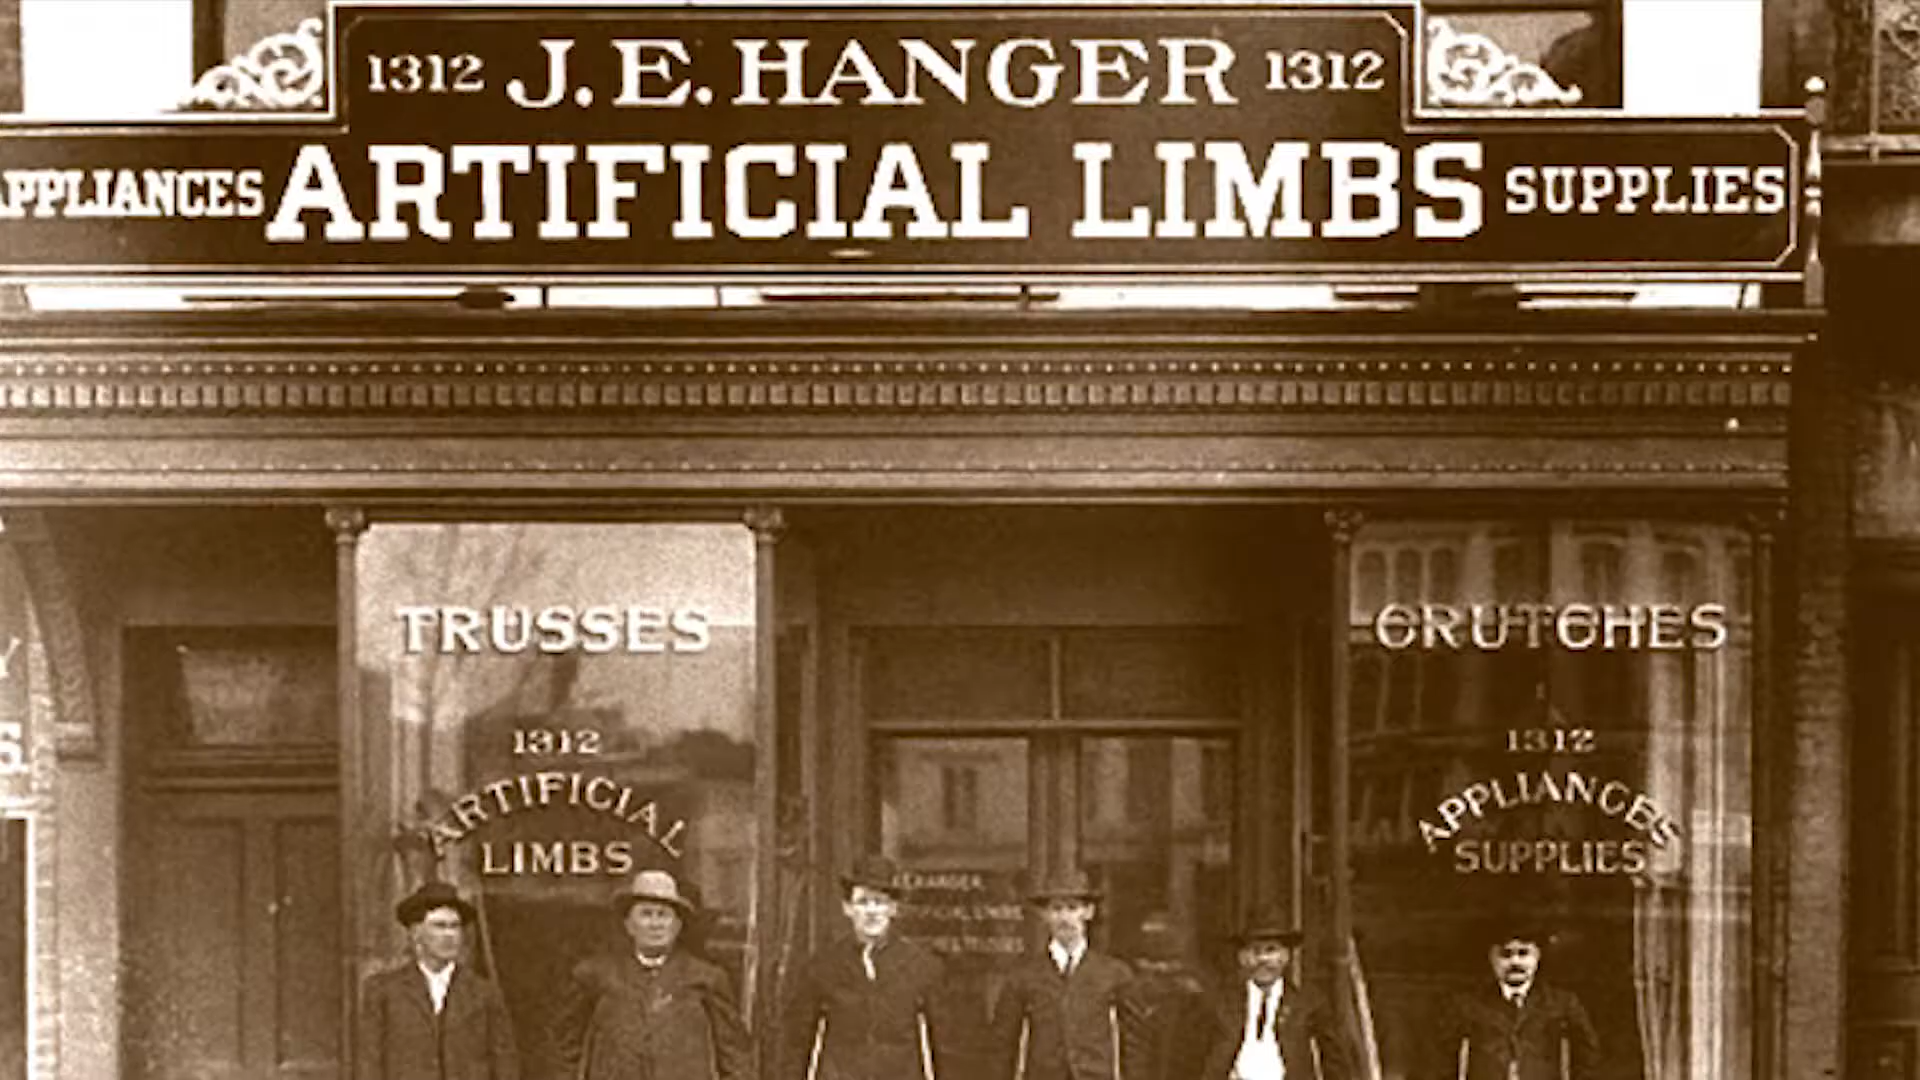 1312 J. E. HANGER 1312
APPLIANCES ARTIFICIAL LIMBS SUPPLIES
TRUSSES
1312
ARTIFICIAL
LIMBS
CRUTCHES
1312
APPLIANCES
SUPPLIES